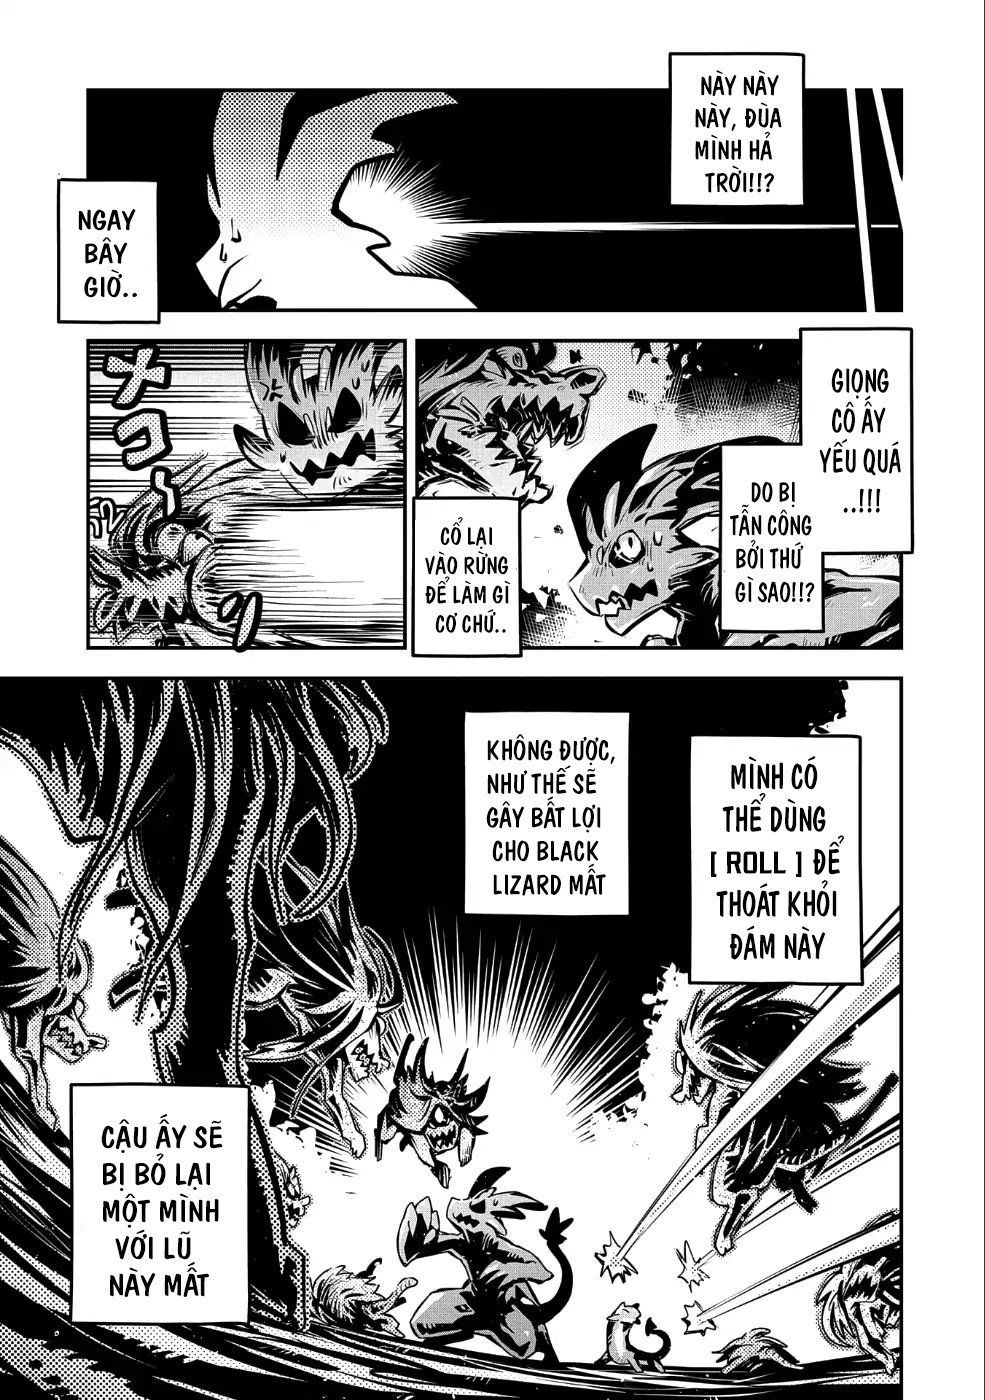 NÀY NÀY
NÀY, ĐÙA
MÌNH HẢ
TRỜI!!?
NGAY
BÂY
GIỜ..
GIỌNG
CÔ ẤY
YẾU QUÁ
..!!!
DO BỊ
TẤN CÔNG
BỞI THỨ
GÌ SAO!!?
CỔ LẠI
VÀO RỪNG
ĐỂ LÀM GÌ
CƠ CHỨ..
メコ
MÌNH CÓ
THỂ DÙNG
[ ROLL ] ĐỂ
THOÁT KHỎI
ĐÁM NÀY
KHÔNG ĐƯỢC,
NHƯ THẾ SẼ
GÂY BẤT LỢI
CHO BLACK
LIZARD MẤT
CẬU ẤY SẼ
BỊ BỎ LẠI
MỘT MÌNH
VỚI LŨ
NÀY MẤT